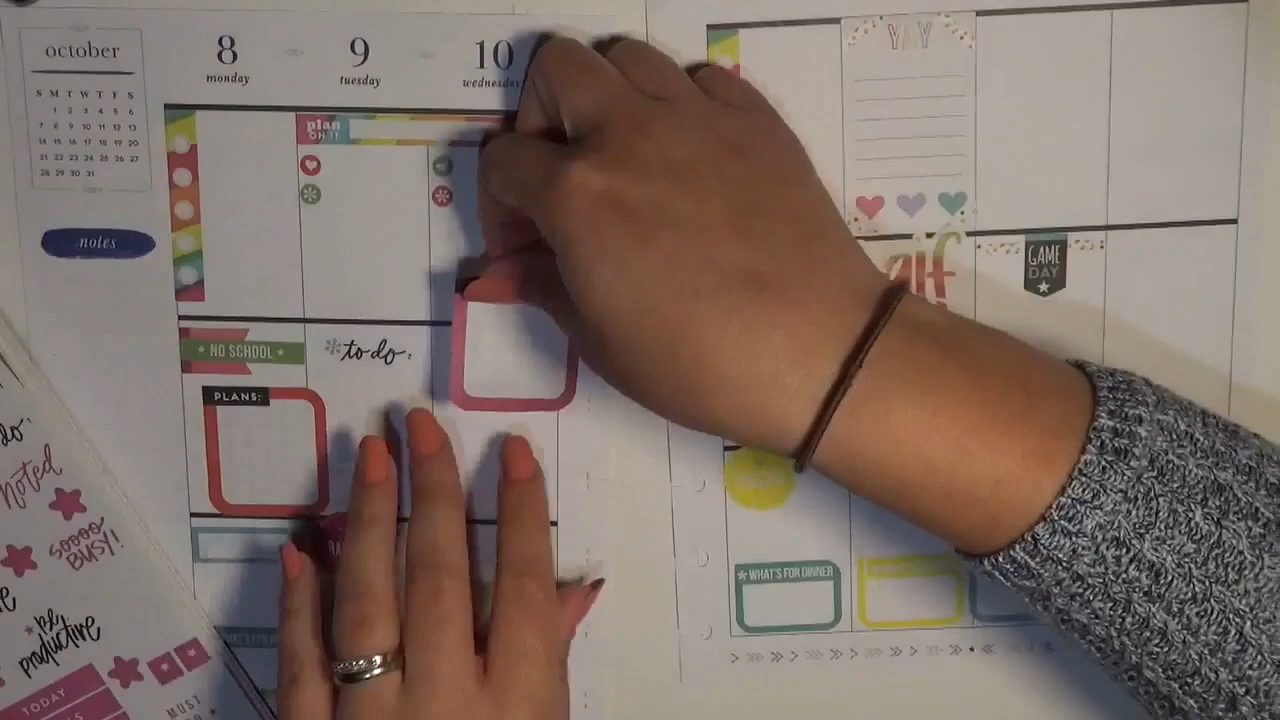 october
S M T W T F S
1 2 3 4 5 6
7 8 9 10 11 12 13
14 15 16 17 18 19 20
21 22 23 24 25 26 27
28 29 30 31
notes
8
monday
9
tuesday
10
wednesday
plan
ON IT
NO SCHOOL
to do:
PLANS:
YAY
GAME
DAY
WHAT'S FOR DINNER
do:
noted
SOOOO
BUSY!
be
productive
TODAY
MUST